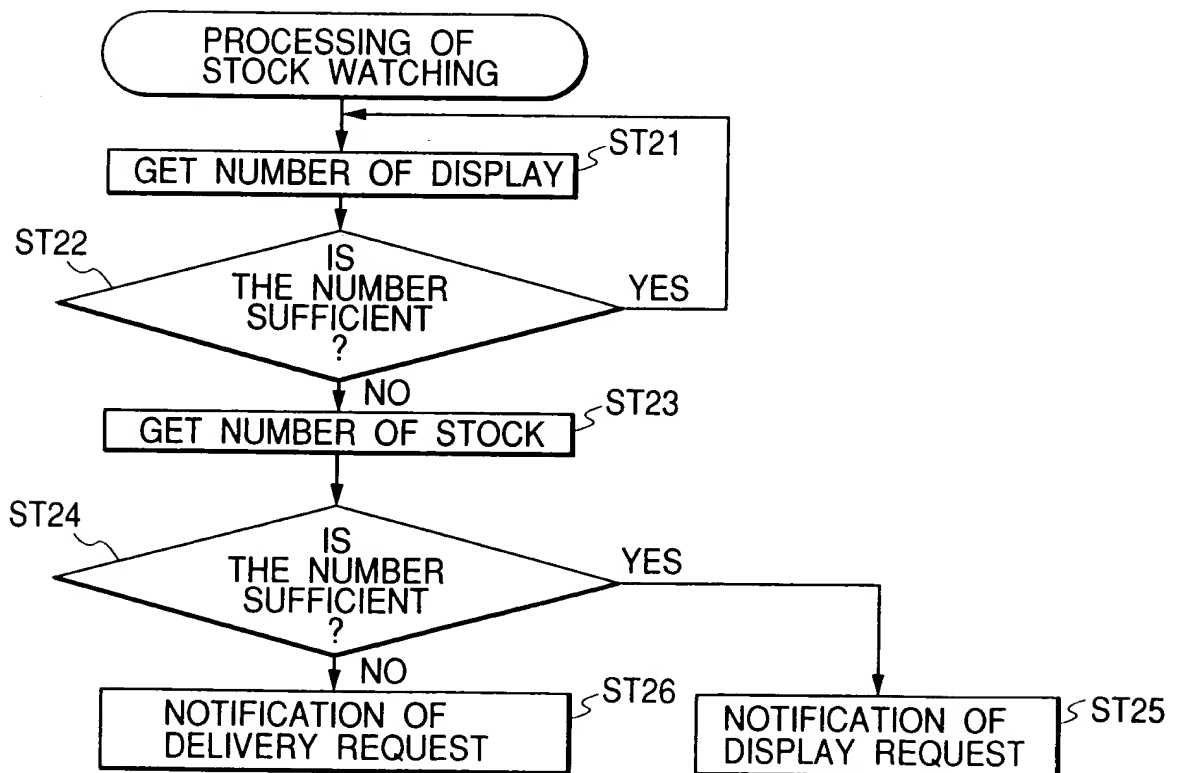 PROCESSING OF
STOCK WATCHING
ST21
GET NUMBER OF DISPLAY
ST22
IS
THE NUMBER
SUFFICIENT
?
YES
NO
ST23
GET NUMBER OF STOCK
ST24
IS
THE NUMBER
SUFFICIENT
?
YES
NO
ST26
NOTIFICATION OF
DELIVERY REQUEST
ST25
NOTIFICATION OF
DISPLAY REQUEST